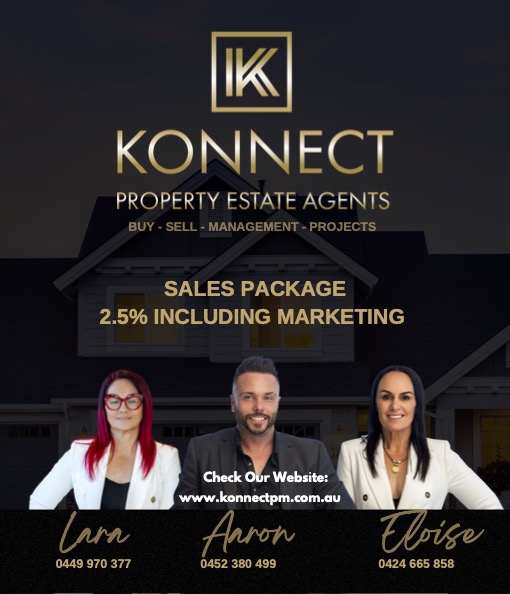 K
KONNECT
PROPERTY ESTATE AGENTS
BUY - SELL - MANAGEMENT - PROJECTS
SALES PACKAGE
2.5% INCLUDING MARKETING
Check Our Website:
www.konnectpm.com.au
Lara Aaron Eloise
0449 970 377 0452 380 499 0424 665 858